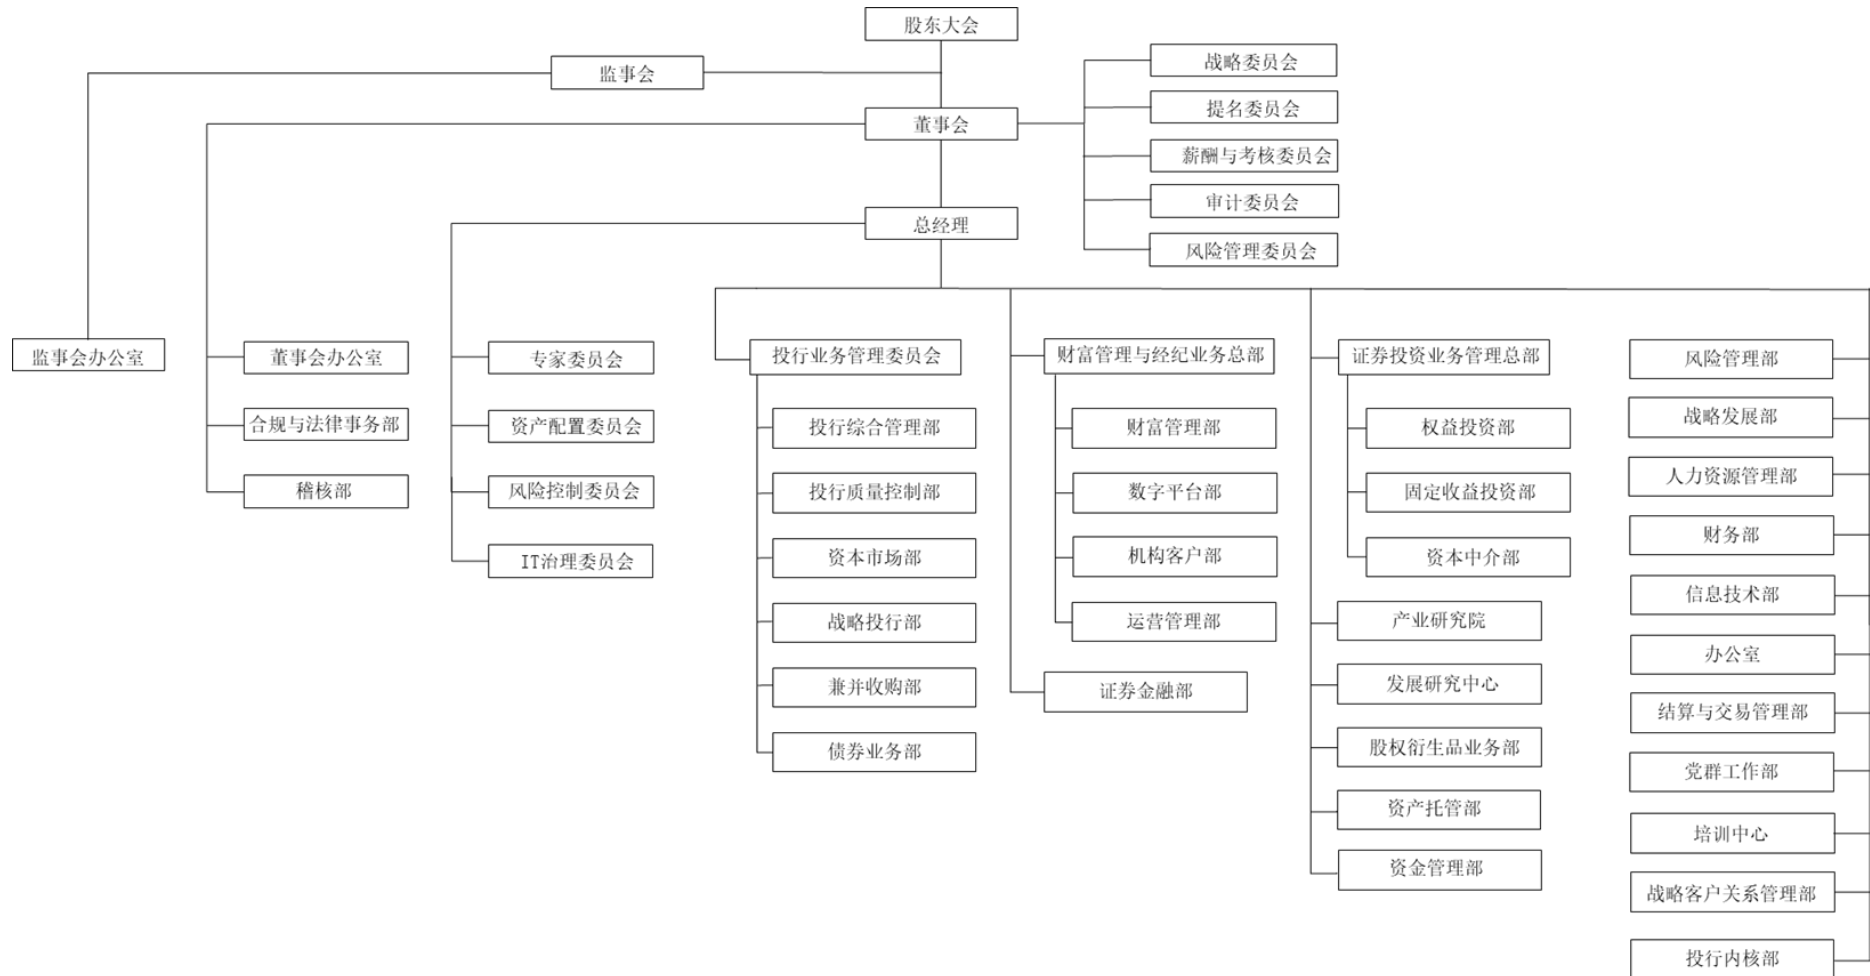 股东大会
监事会
董事会
战略委员会
提名委员会
薪酬与考核委员会
审计委员会
风险管理委员会
总经理
监事会办公室
董事会办公室
合规与法律事务部
稽核部
专家委员会
资产配置委员会
风险控制委员会
IT治理委员会
投行业务管理委员会
投行综合管理部
投行质量控制部
资本市场部
战略投行部
兼并收购部
债券业务部
财富管理与经纪业务总部
财富管理部
数字平台部
机构客户部
运营管理部
证券金融部
证券投资业务管理总部
权益投资部
固定收益投资部
资本中介部
产业研究院
发展研究中心
股权衍生品业务部
资产托管部
资金管理部
风险管理部
战略发展部
人力资源管理部
财务部
信息技术部
办公室
结算与交易管理部
党群工作部
培训中心
战略客户关系管理部
投行内核部